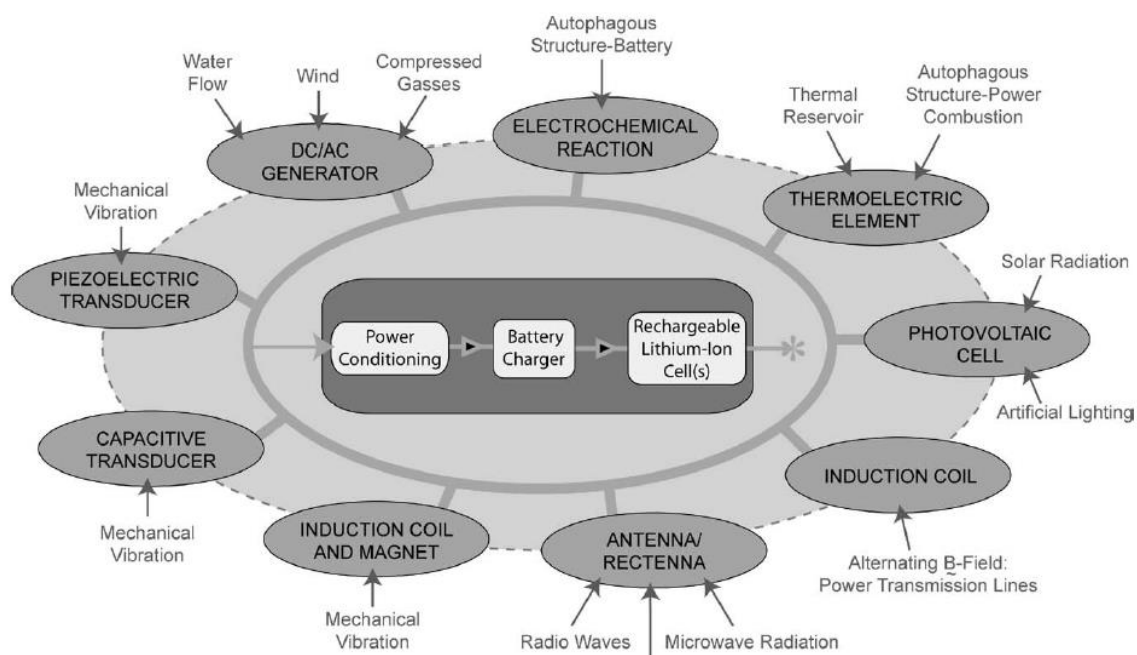 Autophagous
Structure-Battery
Water
Flow
Wind
Compressed
Gasses
Autophagous
Structure-Power
Combustion
Thermal
Reservoir
ELECTROCHEMICAL
REACTION
DC/AC
GENERATOR
Mechanical
Vibration
THERMOELECTRIC
ELEMENT
PIEZOELECTRIC
TRANSDUCER
Solar Radiation
PHOTOVOLTAIC
CELL
Power
Conditioning
Battery
Charger
Rechargeable
Lithium-Ion
Cell(s)
*
Artificial Lighting
CAPACITIVE
TRANSDUCER
INDUCTION COIL
Mechanical
Vibration
INDUCTION COIL
AND MAGNET
ANTENNA/
RECTENNA
Alternating B-Field:
~
Power Transmission Lines
Mechanical
Vibration
Radio Waves
Microwave Radiation